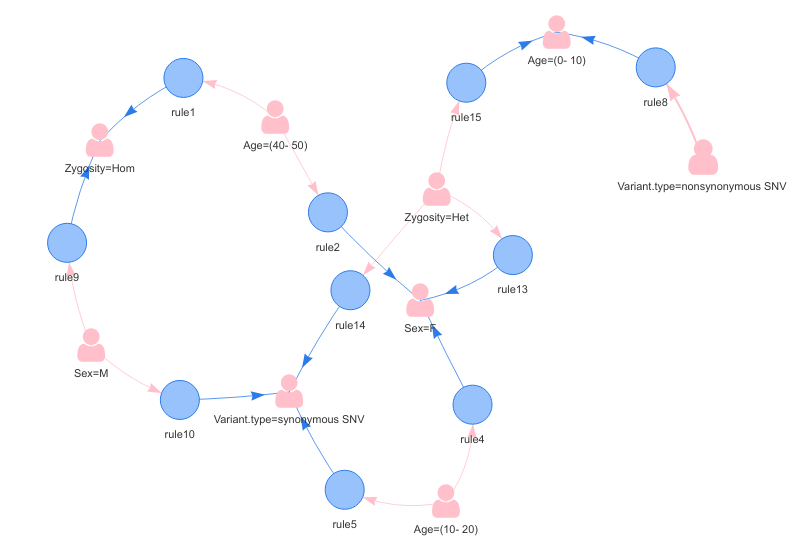 Age=(0- 10)
rule8
rule1
rule15
Age=(40- 50)
Zygosity=Hom
Variant.type=nonsynonymous SNV
Zygosity=Het
rule2
rule9
rule13
rule14
Sex=F
Sex=M
Variant.type=synonymous SNV
rule10
rule4
rule5
Age=(10- 20)